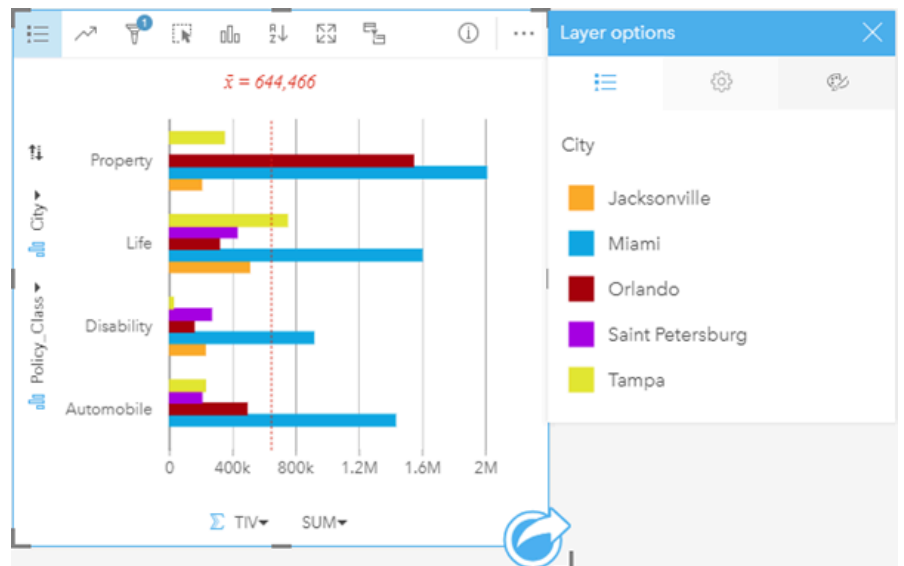 1
A
Z
i
Layer options
x̄ = 644,466
City
Jacksonville
Miami
Orlando
Saint Petersburg
Tampa
City
Policy_Class
Property
Life
Disability
Automobile
0 400k 800k 1.2M 1.6M 2M
Σ TIV SUM